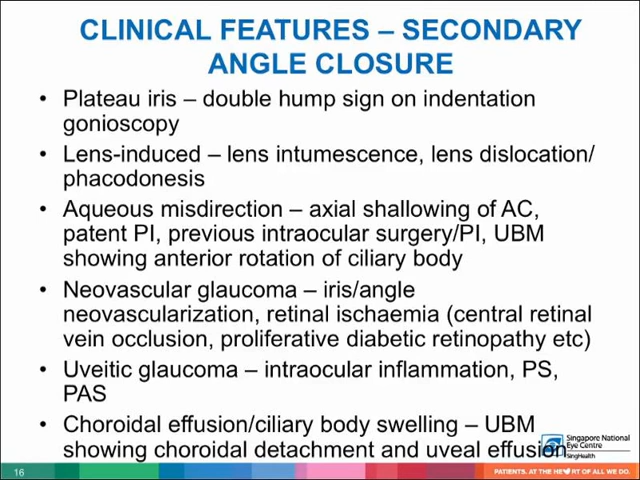 CLINICAL FEATURES – SECONDARY
ANGLE CLOSURE
• Plateau iris – double hump sign on indentation
gonioscopy
• Lens-induced – lens intumescence, lens dislocation/
phacodonesis
• Aqueous misdirection – axial shallowing of AC,
patent PI, previous intraocular surgery/PI, UBM
showing anterior rotation of ciliary body
• Neovascular glaucoma – iris/angle
neovascularization, retinal ischaemia (central retinal
vein occlusion, proliferative diabetic retinopathy etc)
• Uveitic glaucoma – intraocular inflammation, PS,
PAS
• Choroidal effusion/ciliary body swelling – UBM
showing choroidal detachment and uveal effusion
Singapore National
Eye Centre
SingHealth
16
PATIENTS. AT THE HE♥RT OF ALL WE DO.